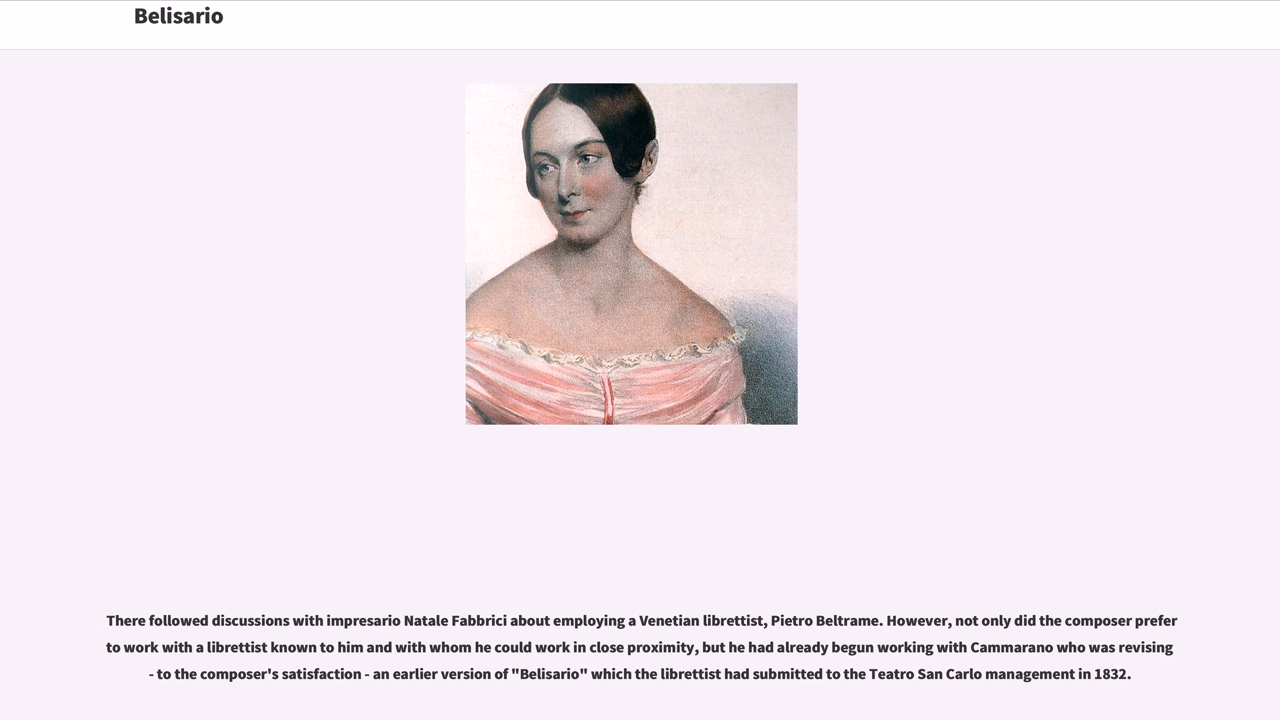 Belisario
There followed discussions with impresario Natale Fabbrici about employing a Venetian librettist, Pietro Beltrame. However, not only did the composer prefer
to work with a librettist known to him and with whom he could work in close proximity, but he had already begun working with Cammarano who was revising
- to the composer's satisfaction - an earlier version of "Belisario" which the librettist had submitted to the Teatro San Carlo management in 1832.